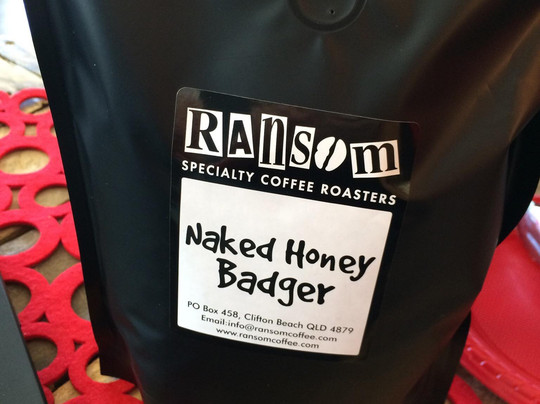 RANSOM
SPECIALTY COFFEE ROASTERS
Naked Honey
Badger
PO Box 458, Clifton Beach QLD 4879
Email:info@ransomcoffee.com
www.ransomcoffee.com